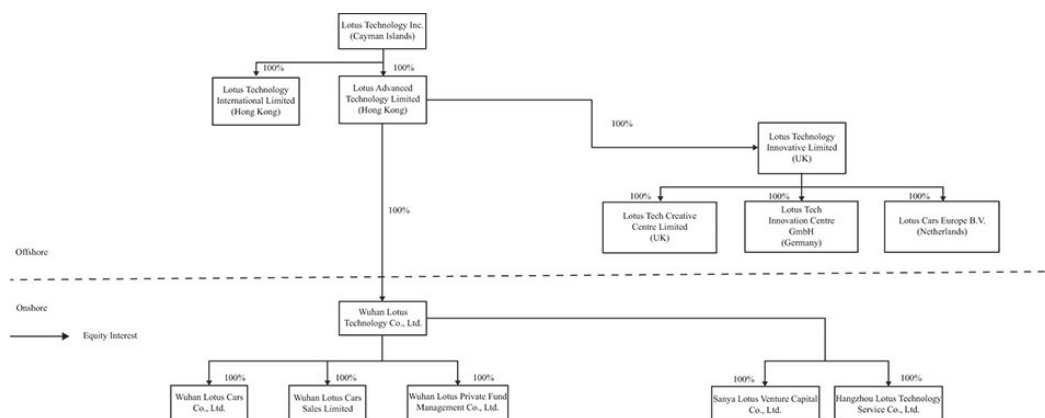 Lotus Technology Inc.
(Cayman Islands)
100%
100%
Lotus Technology
International Limited
(Hong Kong)
Lotus Advanced
Technology Limited
(Hong Kong)
100%
Lotus Technology
Innovative Limited
(UK)
100%
100%
100%
100%
Lotus Tech Creative
Centre Limited
(UK)
Lotus Tech
Innovation Centre
GmbH
(Germany)
Lotus Cars Europe B.V.
(Netherlands)
Offshore
Onshore
Equity Interest
Wuhan Lotus
Technology Co., Ltd.
100%
100%
100%
100%
100%
Wuhan Lotus Cars
Co., Ltd.
Wuhan Lotus Cars
Sales Limited
Wuhan Lotus Private Fund
Management Co., Ltd.
Sanya Lotus Venture Capital
Co., Ltd.
Hangzhou Lotus Technology
Service Co., Ltd.